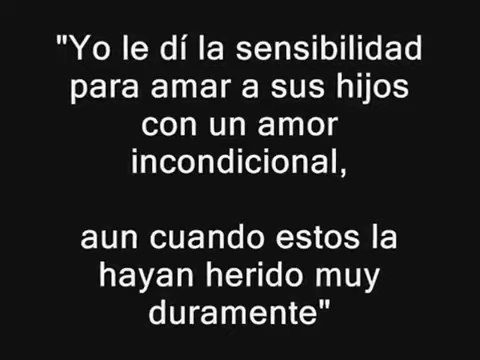 "Yo le dí la sensibilidad
para amar a sus hijos
con un amor
incondicional,
aun cuando estos la
hayan herido muy
duramente"